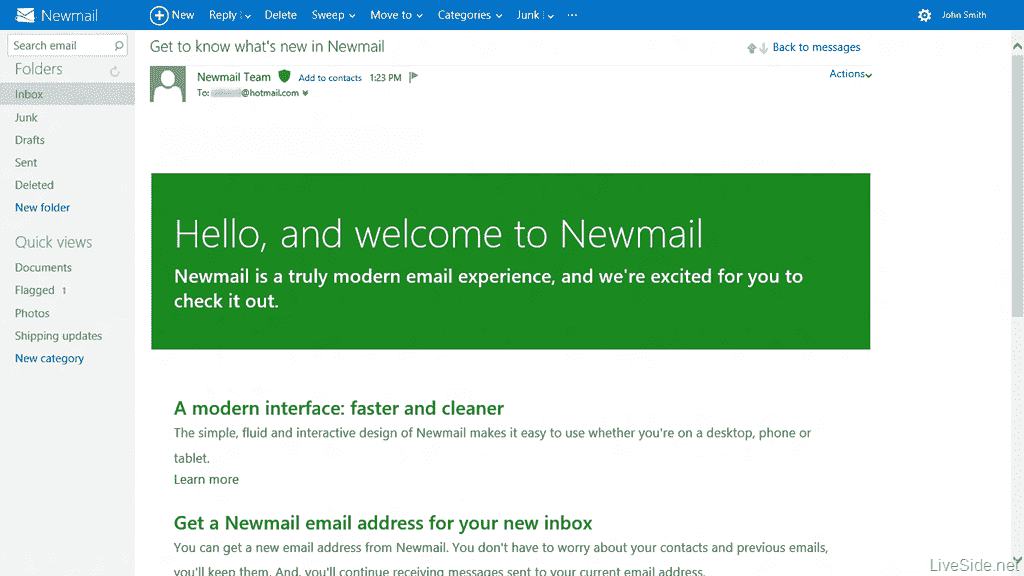 Newmail
New Reply Delete Sweep Move to Categories Junk ... John Smith
Search email
Folders
Inbox
Junk
Drafts
Sent
Deleted
New folder
Quick views
Documents
Flagged 1
Photos
Shipping updates
New category
Get to know what's new in Newmail
Back to messages
Newmail Team Add to contacts 1:23 PM
Actions
To: @hotmail.com
Hello, and welcome to Newmail
Newmail is a truly modern email experience, and we're excited for you to
check it out.
A modern interface: faster and cleaner
The simple, fluid and interactive design of Newmail makes it easy to use whether you're on a desktop, phone or
tablet.
Learn more
Get a Newmail email address for your new inbox
You can get a new email address from Newmail. You don't have to worry about your contacts and previous emails,
you'll keep them. And, you'll continue receiving messages sent to your current email address.
LiveSide.net